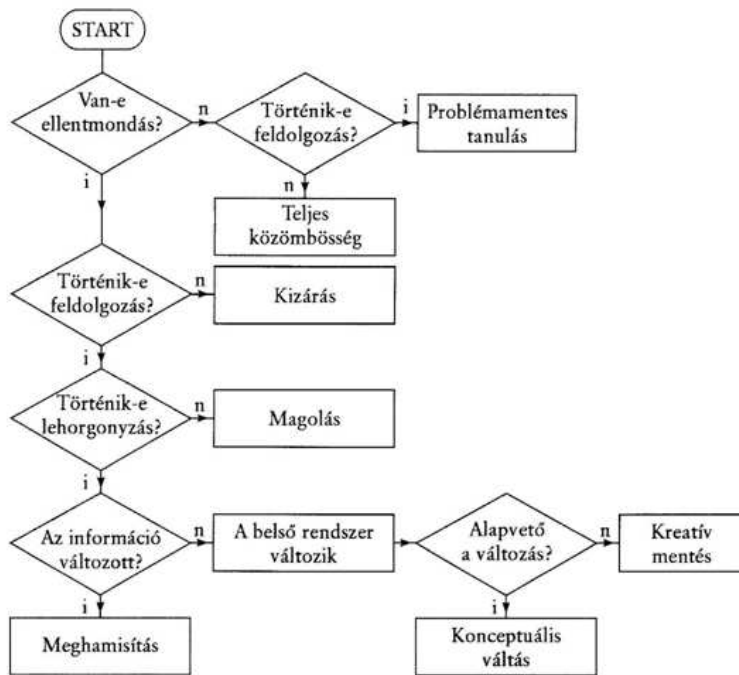 START
Van-e
ellentmondás?
n
Történik-e
feldolgozás?
i
Problémamentes
tanulás
i
n
Teljes
közömbösség
Történik-e
feldolgozás?
n
Kizárás
i
Történik-e
lehorgonyzás?
n
Magolás
i
Az információ
változott?
n
A belső rendszer
változik
Alapvető
a változás?
n
Kreatív
mentés
i
Meghamisítás
i
Konceptuális
váltás